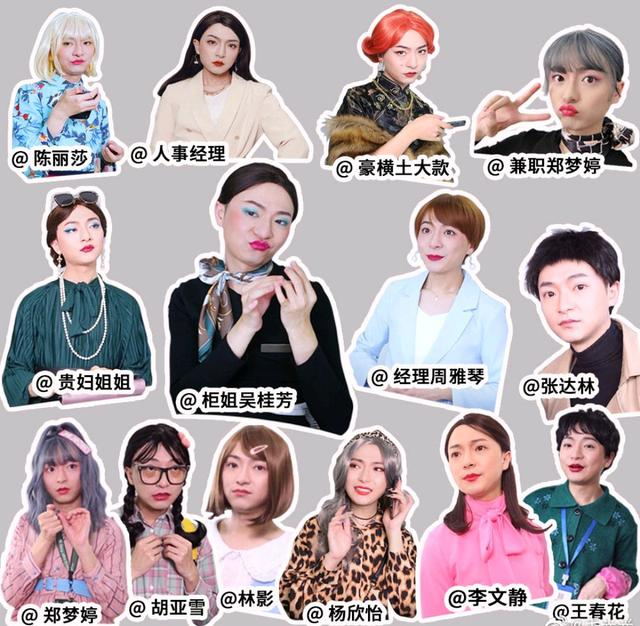 @ 陈丽莎
@ 人事经理
@ 豪横土大款
@ 兼职郑梦婷
@ 贵妇姐姐
@ 柜姐吴桂芳
@ 经理周雅琴
@张达林
@ 郑梦婷
@ 胡亚雪
@林影
@ 杨欣怡
@李文静
@王春花